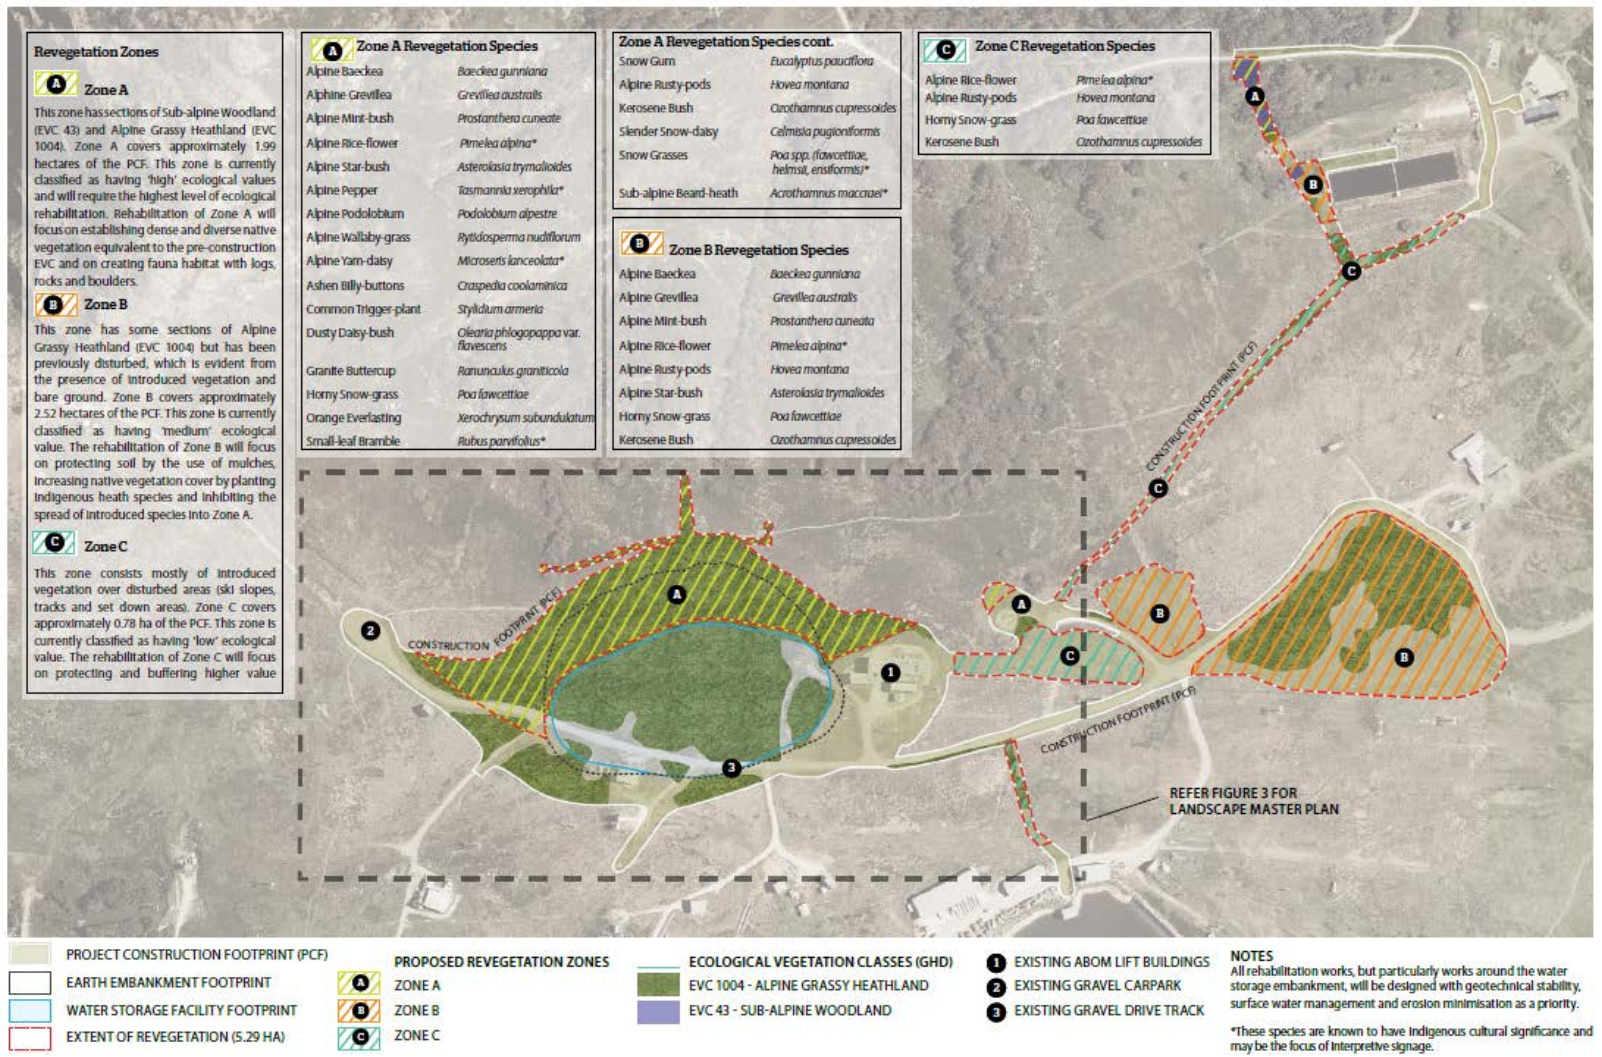 Revegetation Zones
A Zone A
This zone has sections of Sub-alpine Woodland
(EVC 43) and Alpine Grassy Heathland (EVC
1004). Zone A covers approximately 1.99
hectares of the PCF. This zone is currently
classified as having 'high' ecological values
and will require the highest level of ecological
rehabilitation. Rehabilitation of Zone A will
focus on establishing dense and diverse native
vegetation equivalent to the pre-construction
EVC and on creating fauna habitat with logs,
rocks and boulders.
B Zone B
This zone has some sections of Alpine
Grassy Heathland (EVC 1004) but has been
previously disturbed, which is evident from
the presence of introduced vegetation and
bare ground. Zone B covers approximately
2.52 hectares of the PCF. This zone is currently
classified as having 'medium' ecological
value. The rehabilitation of Zone B will focus
on protecting soil by the use of mulches,
increasing native vegetation cover by planting
indigenous heath species and inhibiting the
spread of introduced species into Zone A.
C Zone C
This zone consists mostly of introduced
vegetation over disturbed areas (ski slopes,
tracks and set down areas). Zone C covers
approximately 0.78 ha of the PCF. This zone is
currently classified as having 'low' ecological
value. The rehabilitation of Zone C will focus
on protecting and buffering higher value
A Zone A Revegetation Species
Alpine Baeckea Baeckea gunniana
Alphine Grevillea Grevillea australis
Alpine Mint-bush Prostanthera cuneate
Alpine Rice-flower Pimelea alpina*
Alpine Star-bush Asterolasia trymalioides
Alpine Pepper Tasmannia xerophila*
Alpine Podolobium Podolobium alpestre
Alpine Wallaby-grass Rytidosperma nudiflorum
Alpine Yam-daisy Microseris lanceolata*
Ashen Billy-buttons Craspedia coolaminica
Common Trigger-plant Stylidium armeria
Dusty Daisy-bush Olearia phlogopappa var.
flavescens
Granite Buttercup Ranunculus graniticola
Horny Snow-grass Poa fawcettiae
Orange Everlasting Xerochrysum subundulatum
Small-leaf Bramble Rubus parvifolius*
Zone A Revegetation Species cont.
Snow Gum Eucalyptus pauciflora
Alpine Rusty-pods Hovea montana
Kerosene Bush Ozothamnus cupressoides
Slender Snow-daisy Celmisia pugioniformis
Snow Grasses Poa spp. (fawcettiae,
helmsii, ensiformis)*
Sub-alpine Beard-heath Acrothamnus maccraei*
B Zone B Revegetation Species
Alpine Baeckea Baeckea gunniana
Alpine Grevillea Grevillea australis
Alpine Mint-bush Prostanthera cuneata
Alpine Rice-flower Pimelea alpina*
Alpine Rusty-pods Hovea montana
Alpine Star-bush Asterolasia trymalioides
Horny Snow-grass Poa fawcettiae
Kerosene Bush Ozothamnus cupressoides
C Zone C Revegetation Species
Alpine Rice-flower Pimelea alpina*
Alpine Rusty-pods Hovea montana
Horny Snow-grass Poa fawcettiae
Kerosene Bush Ozothamnus cupressoides
A
B
C
CONSTRUCTION FOOTPRINT (PCF)
C
A
A
B
2
CONSTRUCTION FOOTPRINT (PCF)
C
B
1
CONSTRUCTION FOOTPRINT (PCF)
3
REFER FIGURE 3 FOR
LANDSCAPE MASTER PLAN
PROJECT CONSTRUCTION FOOTPRINT (PCF)
EARTH EMBANKMENT FOOTPRINT
WATER STORAGE FACILITY FOOTPRINT
EXTENT OF REVEGETATION (5.29 HA)
PROPOSED REVEGETATION ZONES
A ZONE A
B ZONE B
C ZONE C
ECOLOGICAL VEGETATION CLASSES (GHD)
EVC 1004 - ALPINE GRASSY HEATHLAND
EVC 43 - SUB-ALPINE WOODLAND
1 EXISTING ABOM LIFT BUILDINGS
2 EXISTING GRAVEL CARPARK
3 EXISTING GRAVEL DRIVE TRACK
NOTES
All rehabilitation works, but particularly works around the water
storage embankment, will be designed with geotechnical stability,
surface water management and erosion minimisation as a priority.
*These species are known to have indigenous cultural significance and
may be the focus of interpretive signage.